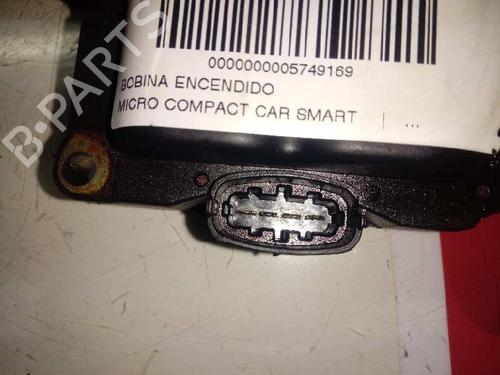 0000000005749169
BOBINA ENCENDIDO
MICRO COMPACT CAR SMART | ...
B-PARTS